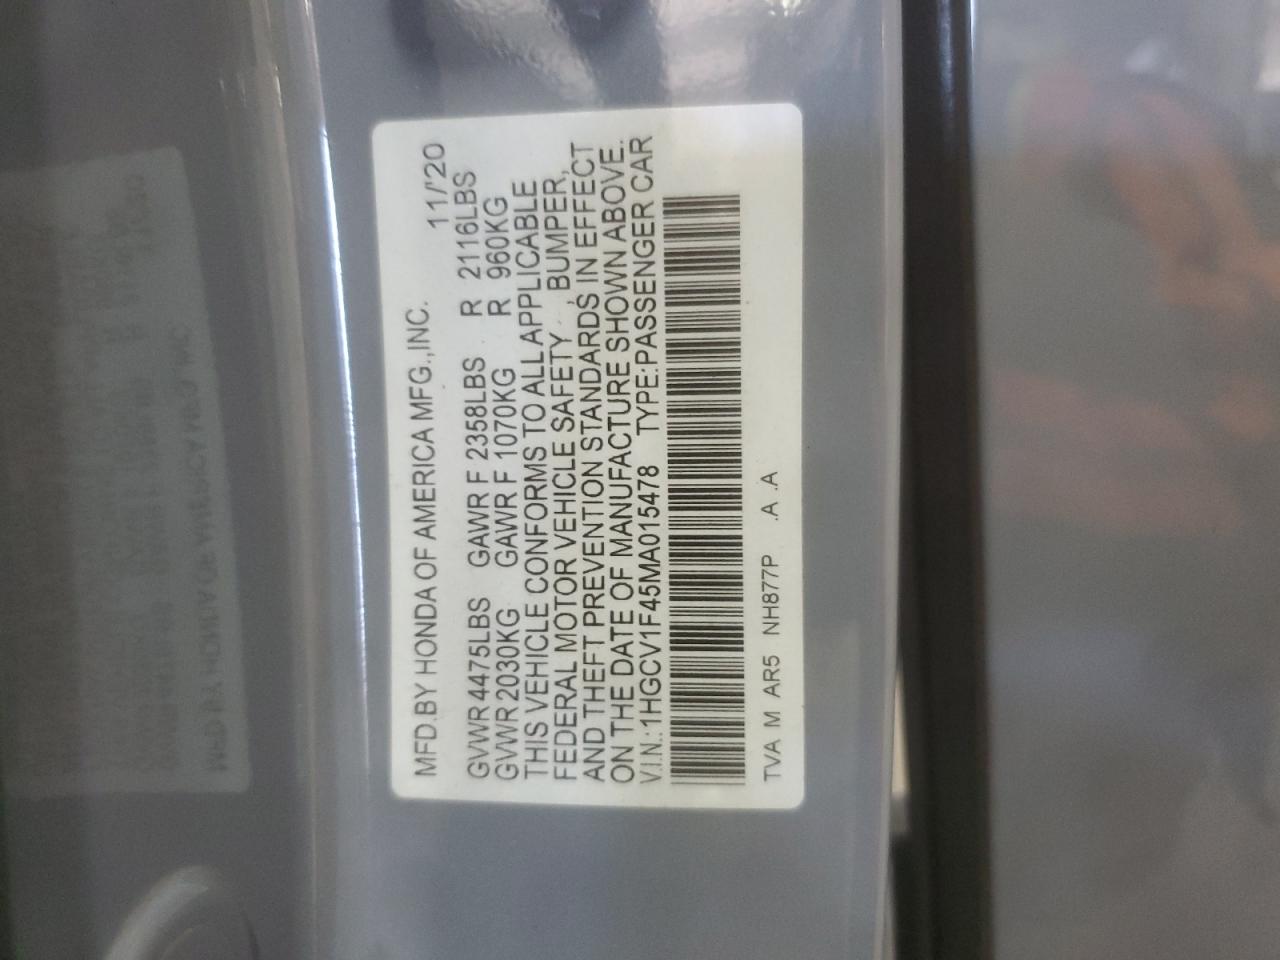 MFD.BY HONDA OF AMERICA MFG.,INC. 11/'20
GVWR 4475LBS GAWR F 2358LBS R 2116LBS
GVWR 2030KG GAWR F 1070KG R 960KG
THIS VEHICLE CONFORMS TO ALL APPLICABLE
FEDERAL MOTOR VEHICLE SAFETY , BUMPER,
AND THEFT PREVENTION STANDARDS IN EFFECT
ON THE DATE OF MANUFACTURE SHOWN ABOVE.
V.I.N.:1HGCV1F45MA015478 TYPE:PASSENGER CAR
TVA M AR5 NH877P .A .A